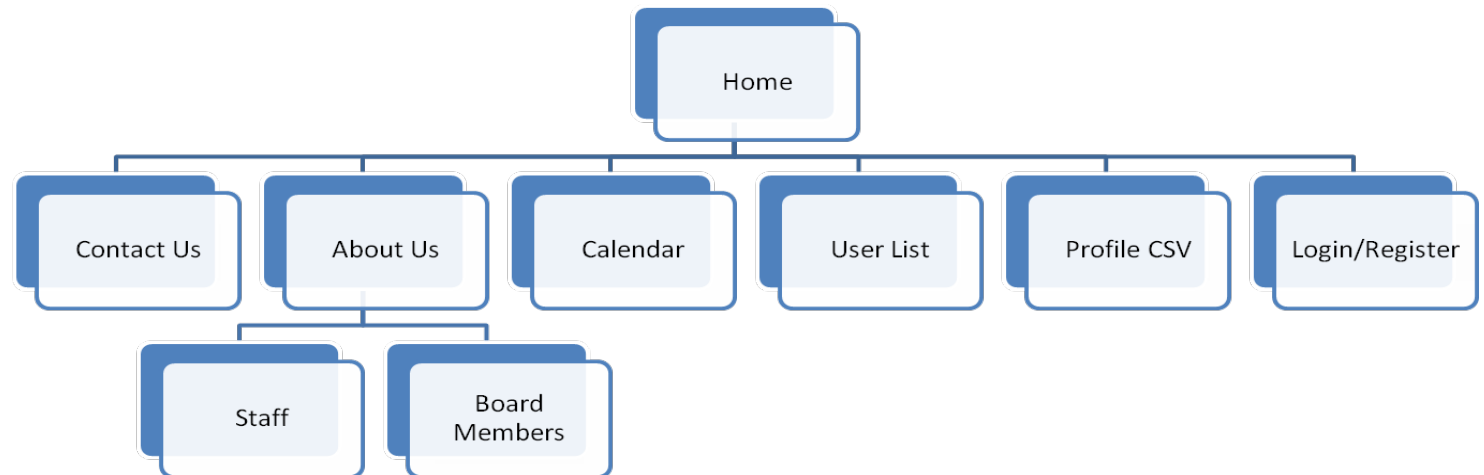 Home
Contact Us
About Us
Calendar
User List
Profile CSV
Login/Register
Staff
Board
Members